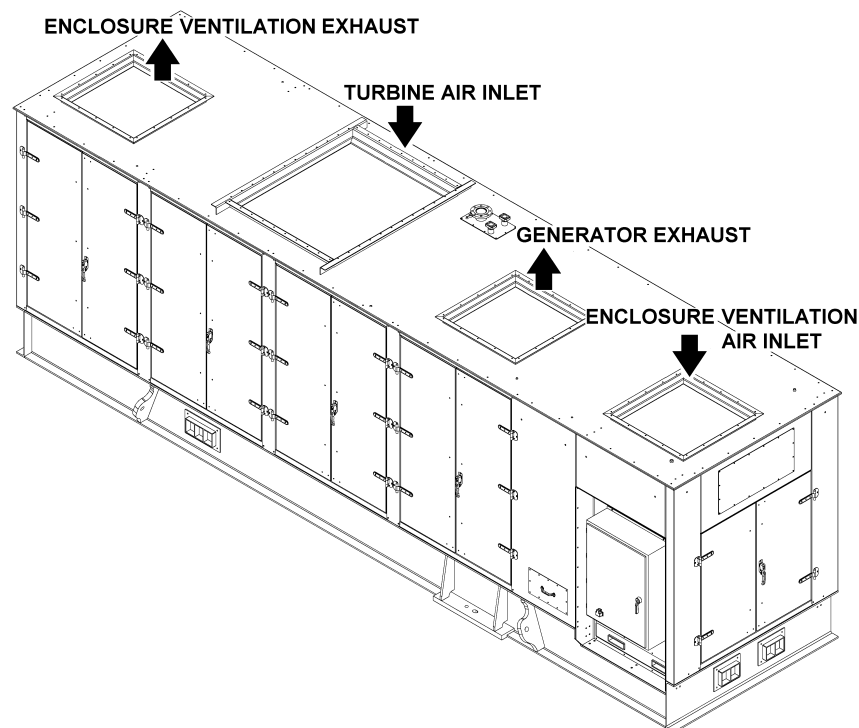 ENCLOSURE VENTILATION EXHAUST
TURBINE AIR INLET
GENERATOR EXHAUST
ENCLOSURE VENTILATION
AIR INLET